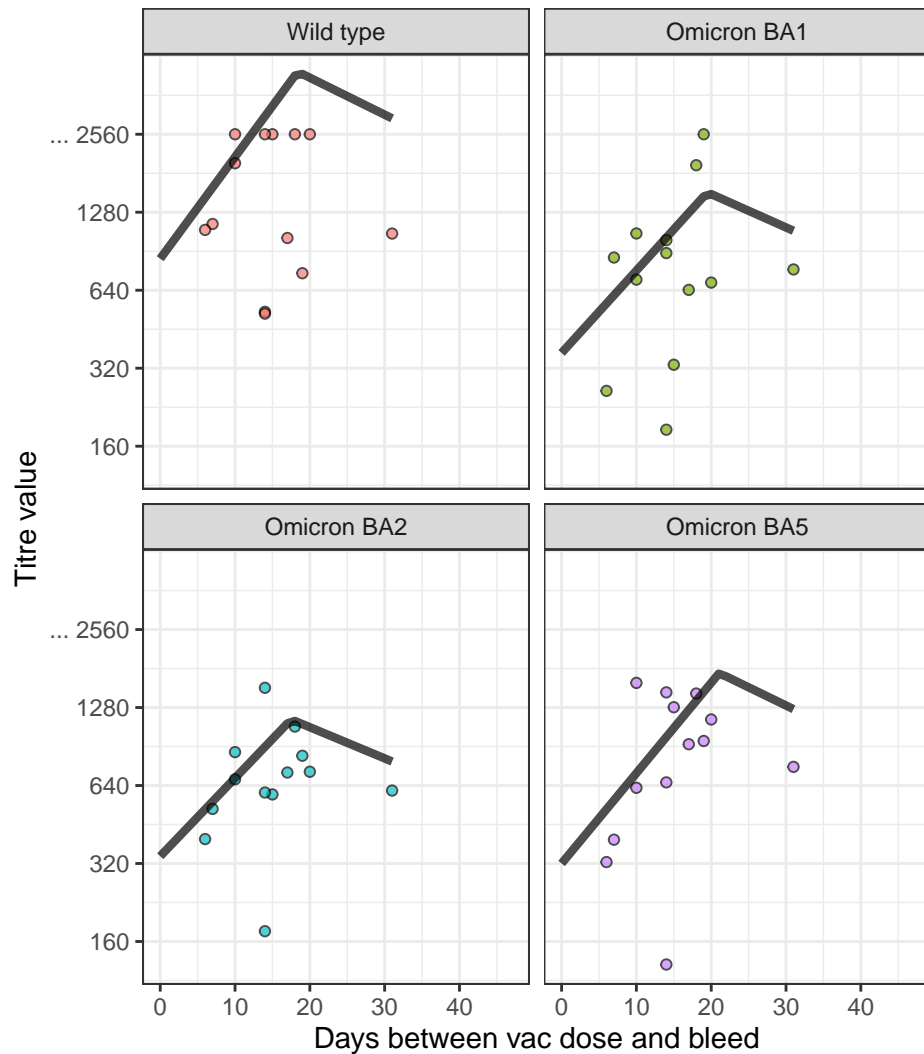 Wild type
Omicron BA1
... 2560
1280
640
320
160
Omicron BA2
Omicron BA5
... 2560
1280
640
320
160
0 10 20 30 40
0 10 20 30 40
Titre value
Days between vac dose and bleed